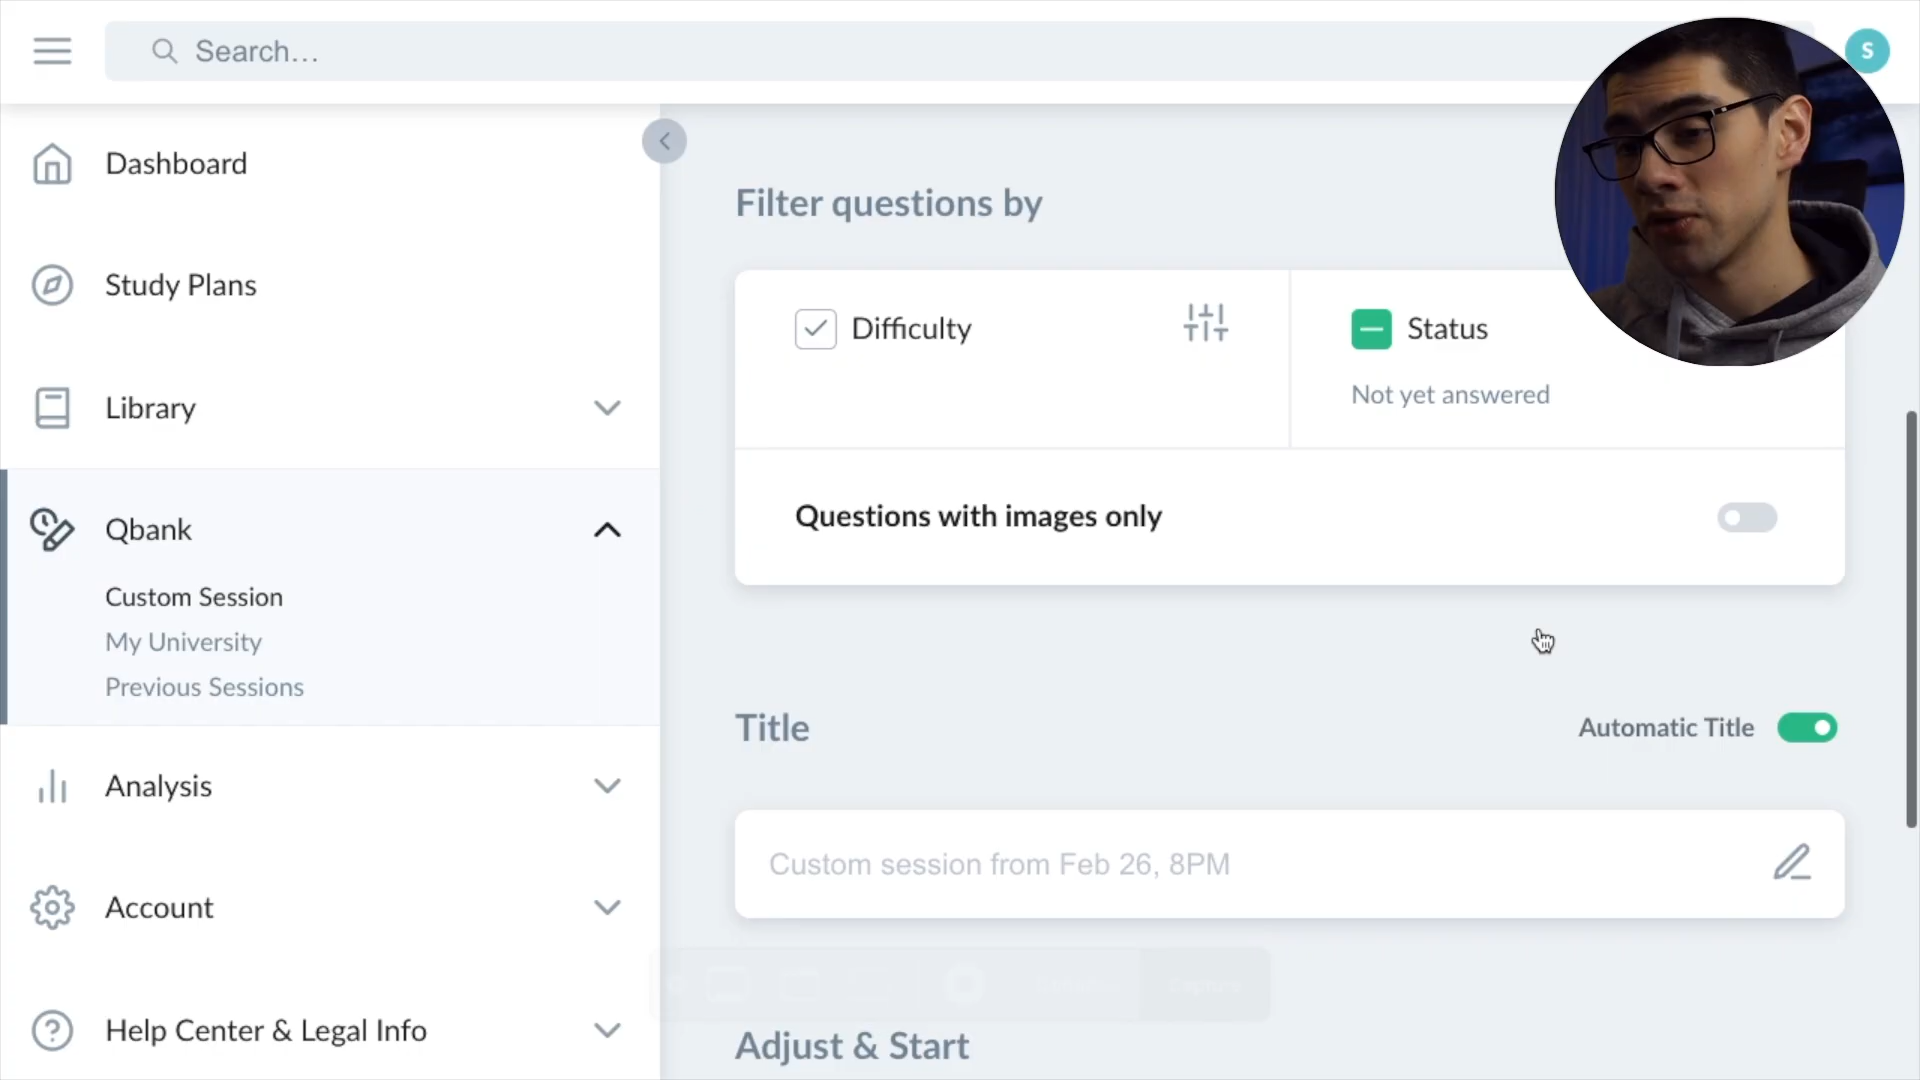 Search...
S
Dashboard
Study Plans
Library
Qbank
Custom Session
My University
Previous Sessions
Analysis
Account
Help Center & Legal Info
Filter questions by
Difficulty
Status
Not yet answered
Questions with images only
Title
Automatic Title
Custom session from Feb 26, 8PM
Adjust & Start